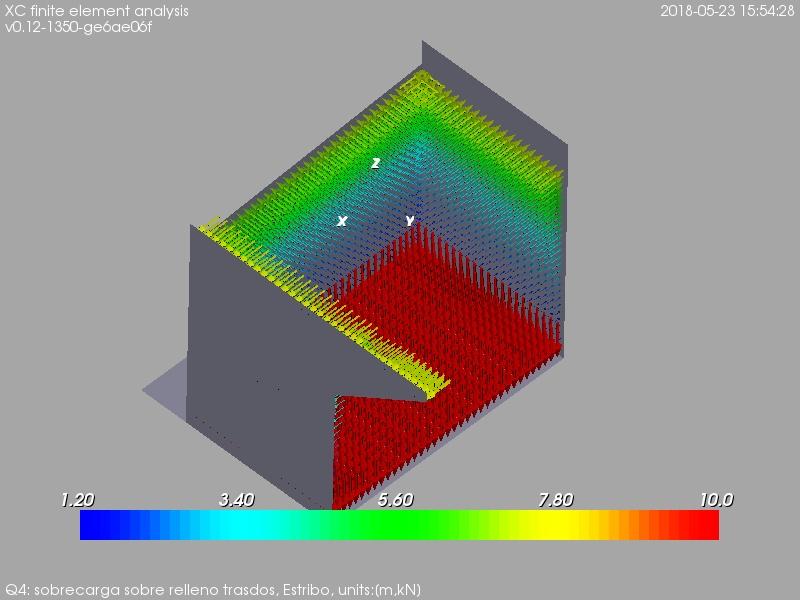 XC finite element analysis
v0.12-1350-ge6ae06f
2018-05-23 15:54:28
Z
X
Y
1.20
3.40
5.60
7.80
10.0
Q4: sobrecarga sobre relleno trasdos, Estribo, units:(m,kN)